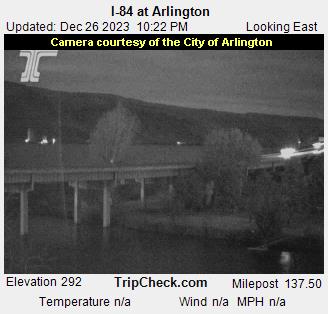 I-84 at Arlington
Updated: Dec 26 2023 10:22 PM Looking East
Camera courtesy of the City of Arlington
Elevation 292 TripCheck.com Milepost 137.50
Temperature n/a Wind n/a MPH n/a